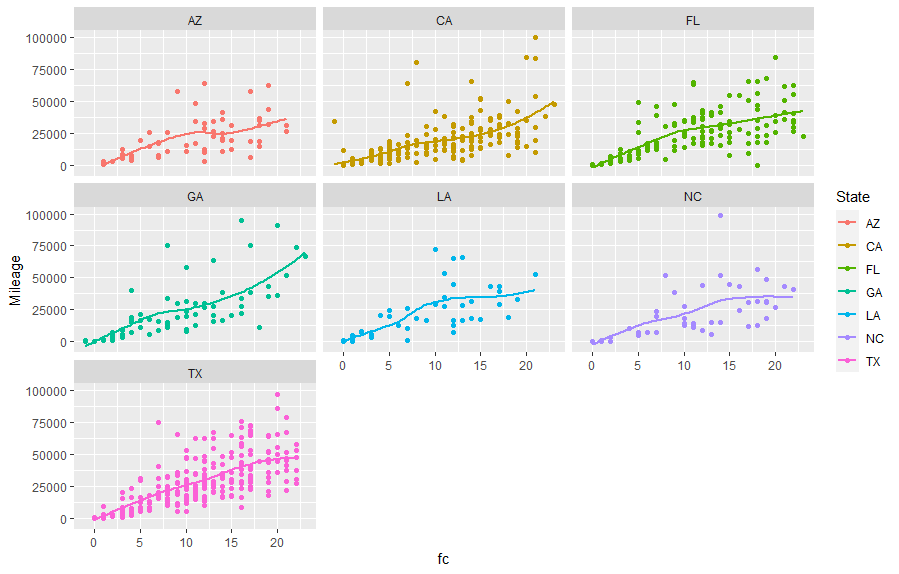 AZ CA FL
100000
75000
50000
25000
0
GA LA NC
100000
75000
50000
25000
0
0 5 10 15 20 0 5 10 15 20
TX
100000
75000
50000
25000
0
0 5 10 15 20
Mileage
fc
State
AZ
CA
FL
GA
LA
NC
TX